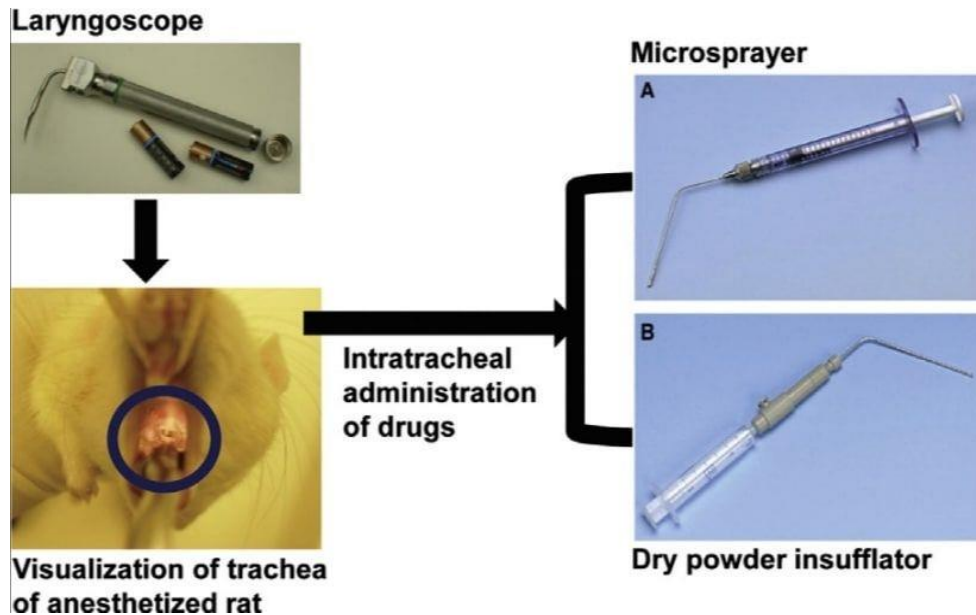 Laryngoscope
Visualization of trachea
of anesthetized rat
Intratracheal
administration
of drugs
Microsprayer
A
B
Dry powder insufflator